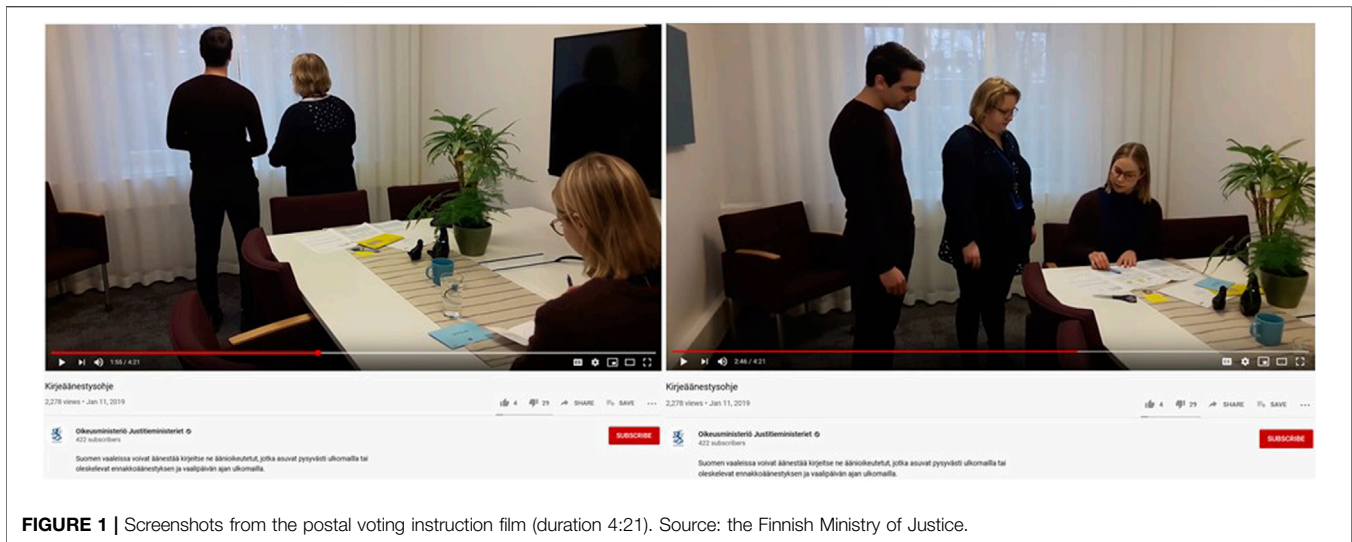 1:55 / 4:21
2:46 / 4:21
Kirjeäänestysohje
2,278 views • Jan 11, 2019
4 29 SHARE SAVE
Oikeusministeriö Justitieministeriet
422 subscribers
SUBSCRIBE
Suomen vaaleissa voivat äänestää kirjeitse ne äänioikeutetut, jotka asuvat pysyvästi ulkomailla tai
oleskelevat ennakkoäänestyksen ja vaalipäivän ajan ulkomailla.
Kirjeäänestysohje
2,278 views • Jan 11, 2019
4 29 SHARE SAVE
Oikeusministeriö Justitieministeriet
422 subscribers
SUBSCRIBE
Suomen vaaleissa voivat äänestää kirjeitse ne äänioikeutetut, jotka asuvat pysyvästi ulkomailla tai
oleskelevat ennakkoäänestyksen ja vaalipäivän ajan ulkomailla.
FIGURE 1 | Screenshots from the postal voting instruction film (duration 4:21). Source: the Finnish Ministry of Justice.